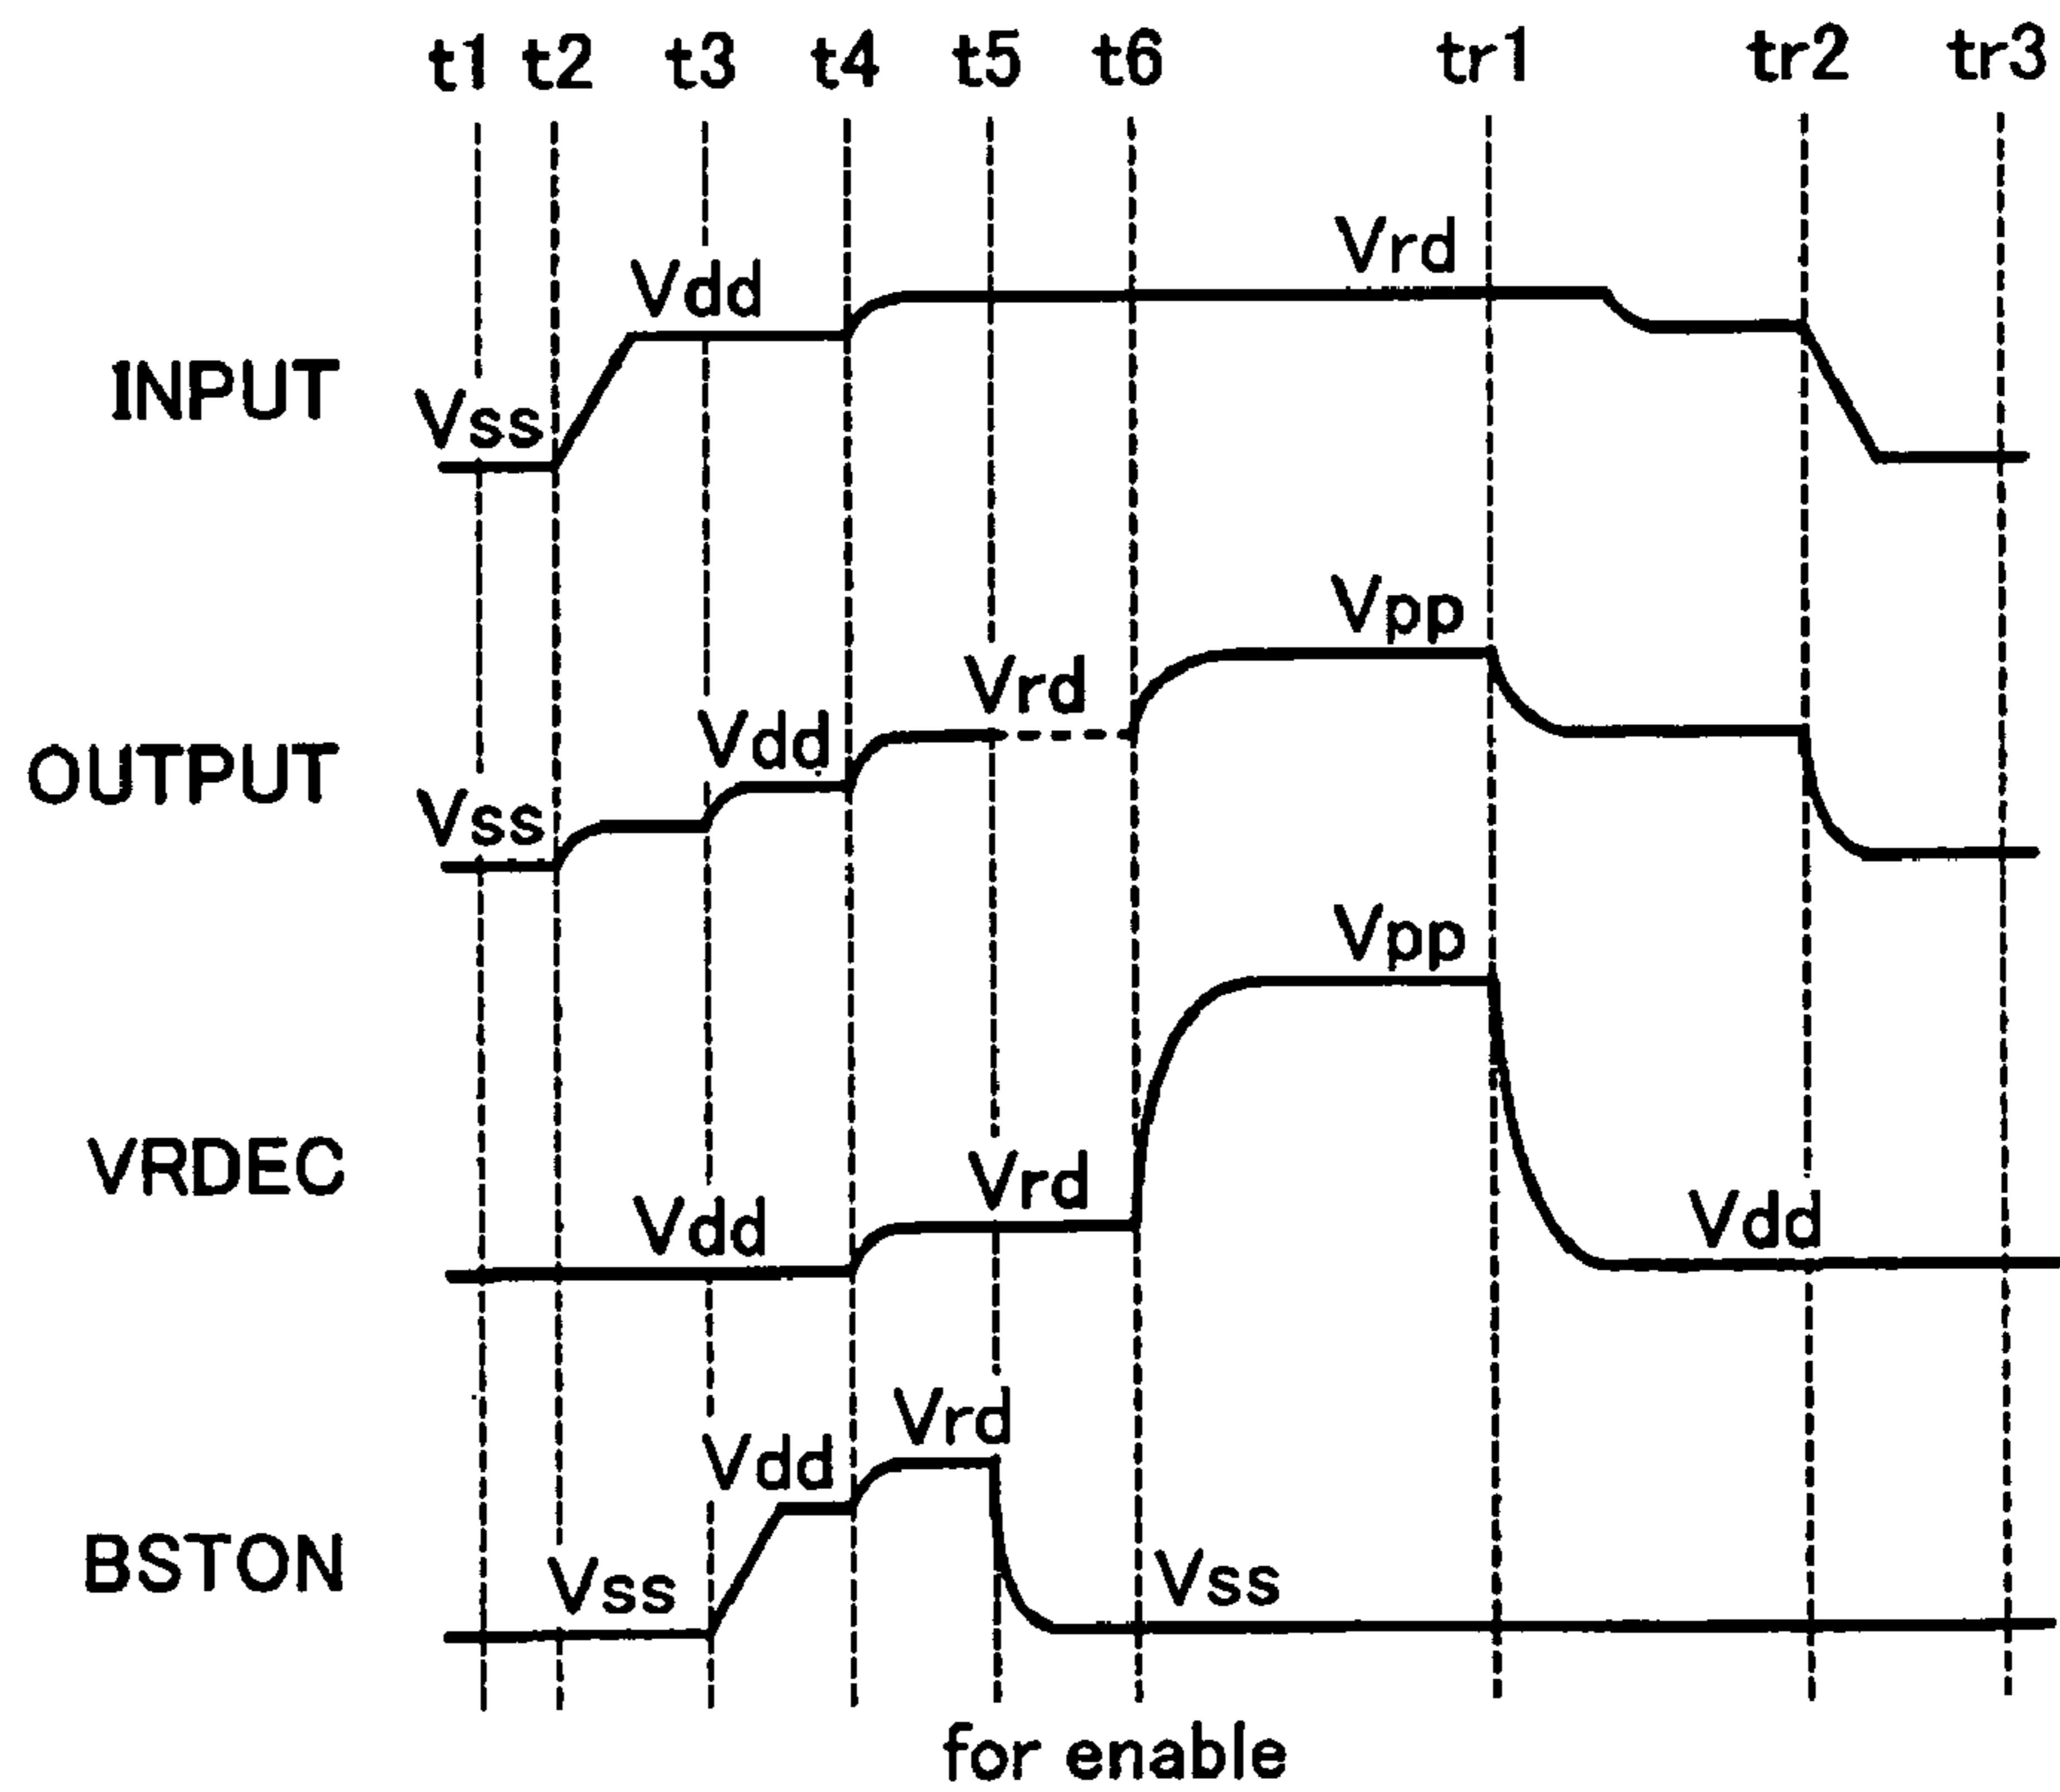 t1 t2 t3 t4 t5 t6 tr1 tr2 tr3
Vrd
Vdd
INPUT
Vss
Vpp
Vrd
Vdd
OUTPUT
Vss
Vpp
VRDEC
Vrd
Vdd
Vdd
Vrd
Vdd
BSTON
Vss
Vss
for enable